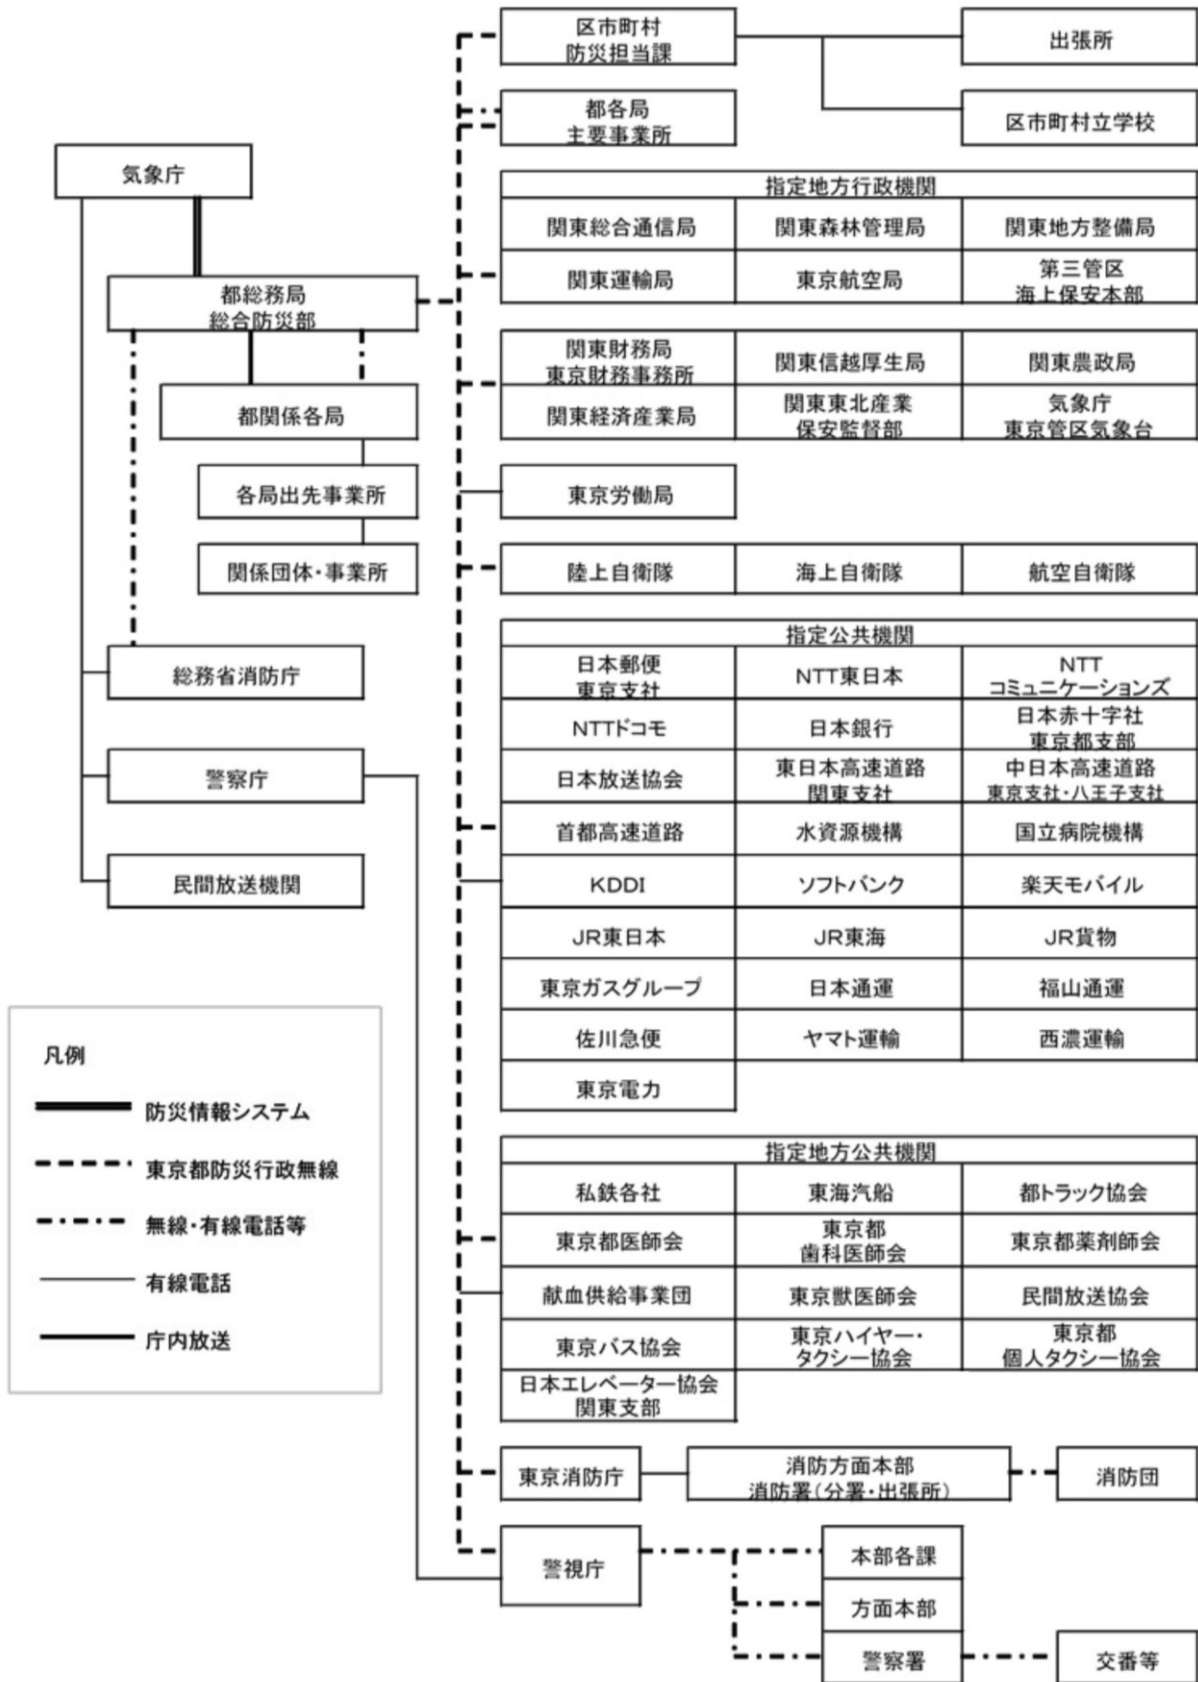 区市町村
防災担当課
出張所
都各局
主要事業所
区市町村立学校
気象庁
指定地方行政機関
関東総合通信局
関東森林管理局
関東地方整備局
関東運輸局
東京航空局
第三管区
海上保安本部
都総務局
総合防災部
関東財務局
東京財務事務所
関東信越厚生局
関東農政局
関東経済産業局
関東東北産業
保安監督部
気象庁
東京管区気象台
都関係各局
各局出先事業所
東京労働局
関係団体・事業所
陸上自衛隊
海上自衛隊
航空自衛隊
指定公共機関
日本郵便
東京支社
NTT東日本
NTT
コミュニケーションズ
NTTドコモ
日本銀行
日本赤十字社
東京都支部
日本放送協会
東日本高速道路
関東支社
中日本高速道路
東京支社・八王子支社
首都高速道路
水資源機構
国立病院機構
KDDI
ソフトバンク
楽天モバイル
JR東日本
JR東海
JR貨物
東京ガスグループ
日本通運
福山通運
佐川急便
ヤマト運輸
西濃運輸
東京電力
総務省消防庁
警察庁
民間放送機関
凡例
防災情報システム
東京都防災行政無線
無線・有線電話等
有線電話
庁内放送
指定地方公共機関
私鉄各社
東海汽船
都トラック協会
東京都医師会
東京都
歯科医師会
東京都薬剤師会
献血供給事業団
東京獣医師会
民間放送協会
東京バス協会
東京ハイヤー・
タクシー協会
東京都
個人タクシー協会
日本エレベーター協会
関東支部
東京消防庁
消防方面本部
消防署（分署・出張所）
消防団
警視庁
本部各課
方面本部
警察署
交番等